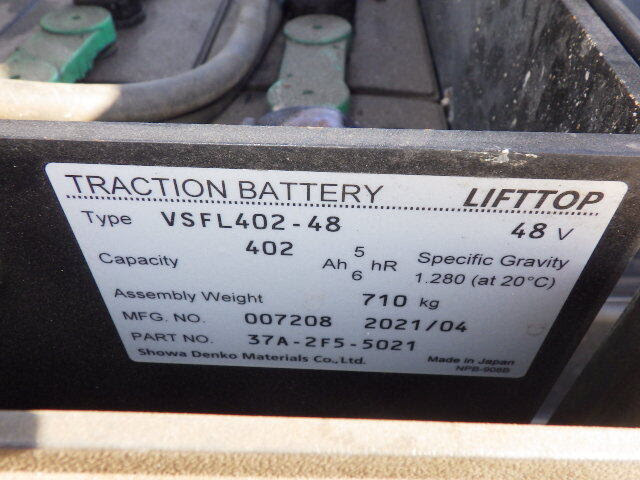 TRACTION BATTERY LIFTTOP
Type VSFL402-48 48 V
Capacity 402 Ah 5 hR Specific Gravity
6 1.280 (at 20°C)
Assembly Weight 710 kg
MFG. NO. 007208 2021/04
PART NO. 37A-2F5-5021
Showa Denko Materials Co., Ltd. Made in Japan
NPB-908B